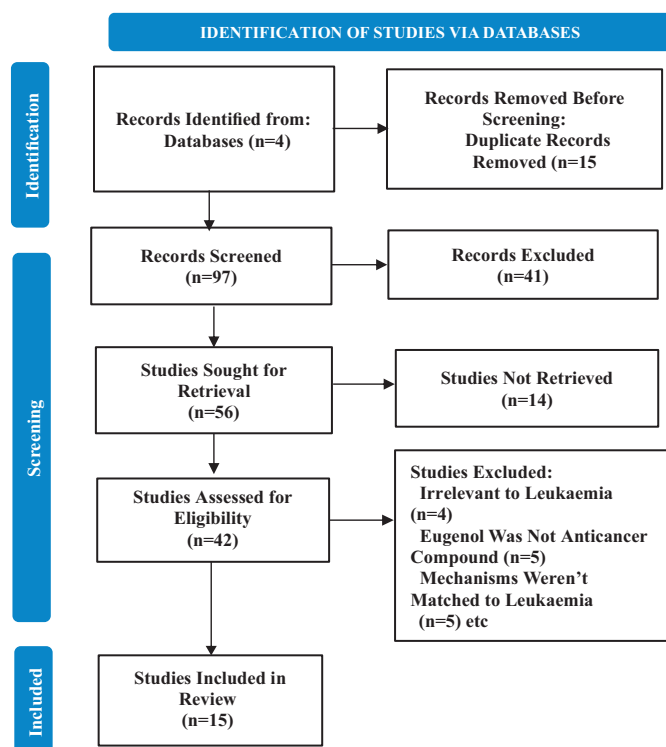 IDENTIFICATION OF STUDIES VIA DATABASES
Identification
Records Identified from:
Databases (n=4)
Records Removed Before
Screening:
Duplicate Records
Removed (n=15
Screening
Records Screened
(n=97)
Records Excluded
(n=41)
Studies Sought for
Retrieval
(n=56)
Studies Not Retrieved
(n=14)
Studies Assessed for
Eligibility
(n=42)
Studies Excluded:
Irrelevant to Leukaemia
(n=4)
Eugenol Was Not Anticancer
Compound (n=5)
Mechanisms Weren't
Matched to Leukaemia
(n=5) etc
Included
Studies Included in
Review
(n=15)